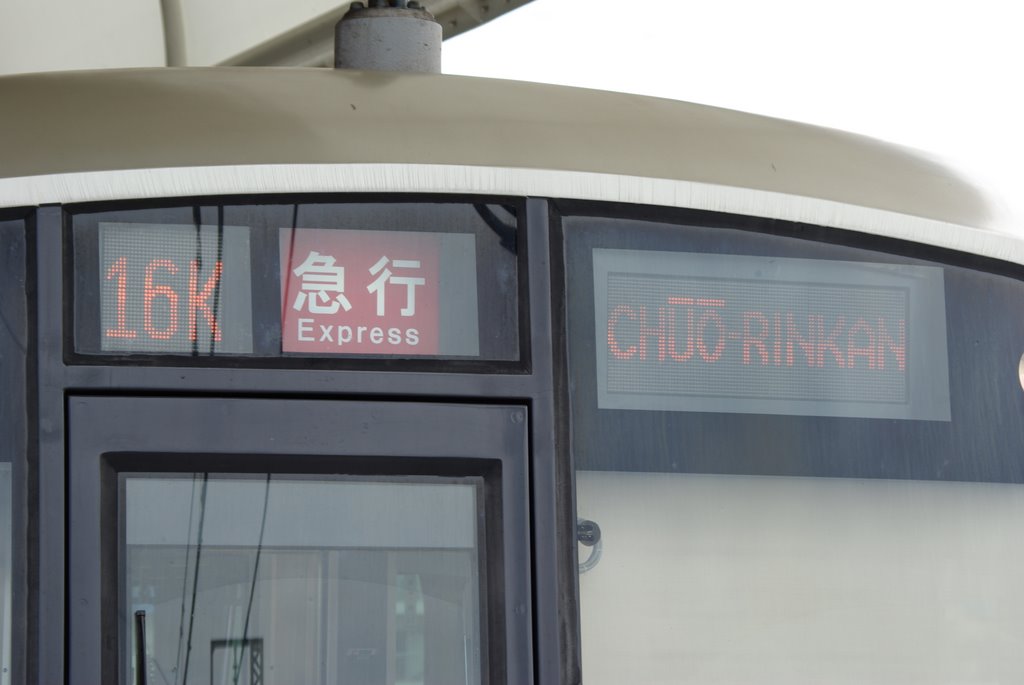 16K
急行
Express
CHŪŌ-RINKAN